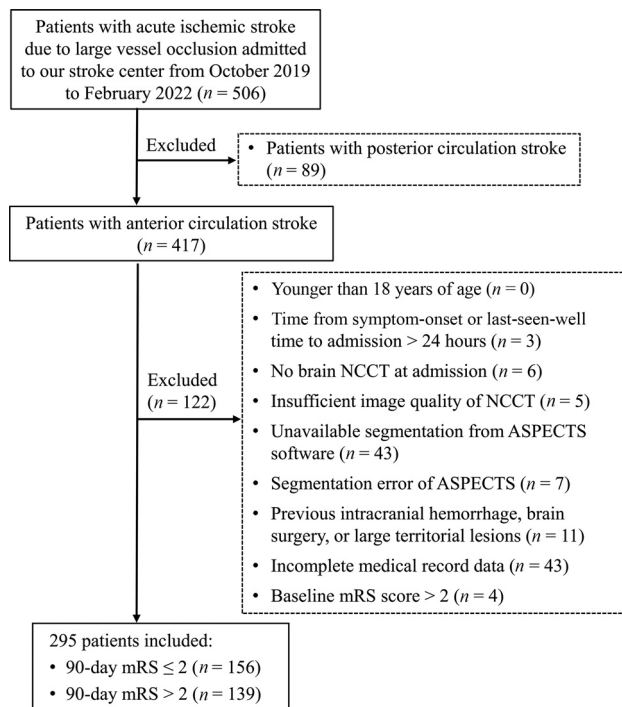 Patients with acute ischemic stroke
due to large vessel occlusion admitted
to our stroke center from October 2019
to February 2022 (n = 506)
Excluded
• Patients with posterior circulation stroke
(n = 89)
Patients with anterior circulation stroke
(n = 417)
Excluded
(n = 122)
• Younger than 18 years of age (n = 0)
• Time from symptom-onset or last-seen-well
time to admission > 24 hours (n = 3)
• No brain NCCT at admission (n = 6)
• Insufficient image quality of NCCT (n = 5)
• Unavailable segmentation from ASPECTS
software (n = 43)
• Segmentation error of ASPECTS (n = 7)
• Previous intracranial hemorrhage, brain
surgery, or large territorial lesions (n = 11)
• Incomplete medical record data (n = 43)
• Baseline mRS score > 2 (n = 4)
295 patients included:
• 90-day mRS ≤ 2 (n = 156)
• 90-day mRS > 2 (n = 139)